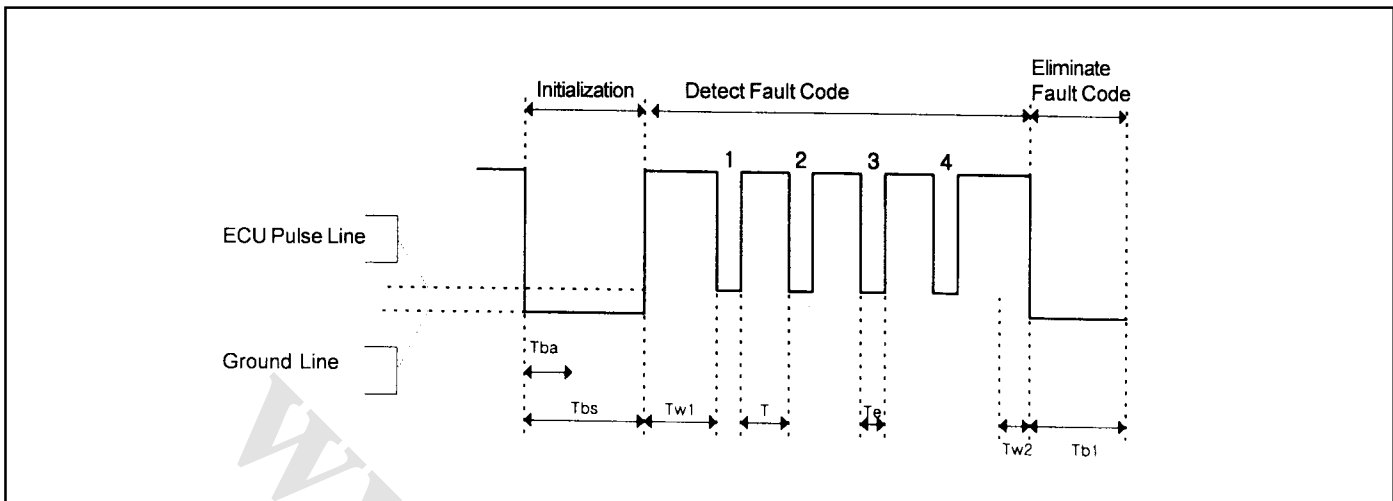 Initialization
Detect Fault Code
Eliminate
Fault Code
1
2
3
4
ECU Pulse Line
Ground Line
Tba
Tbs
Tw1
T
Te
Tw2
Tb1